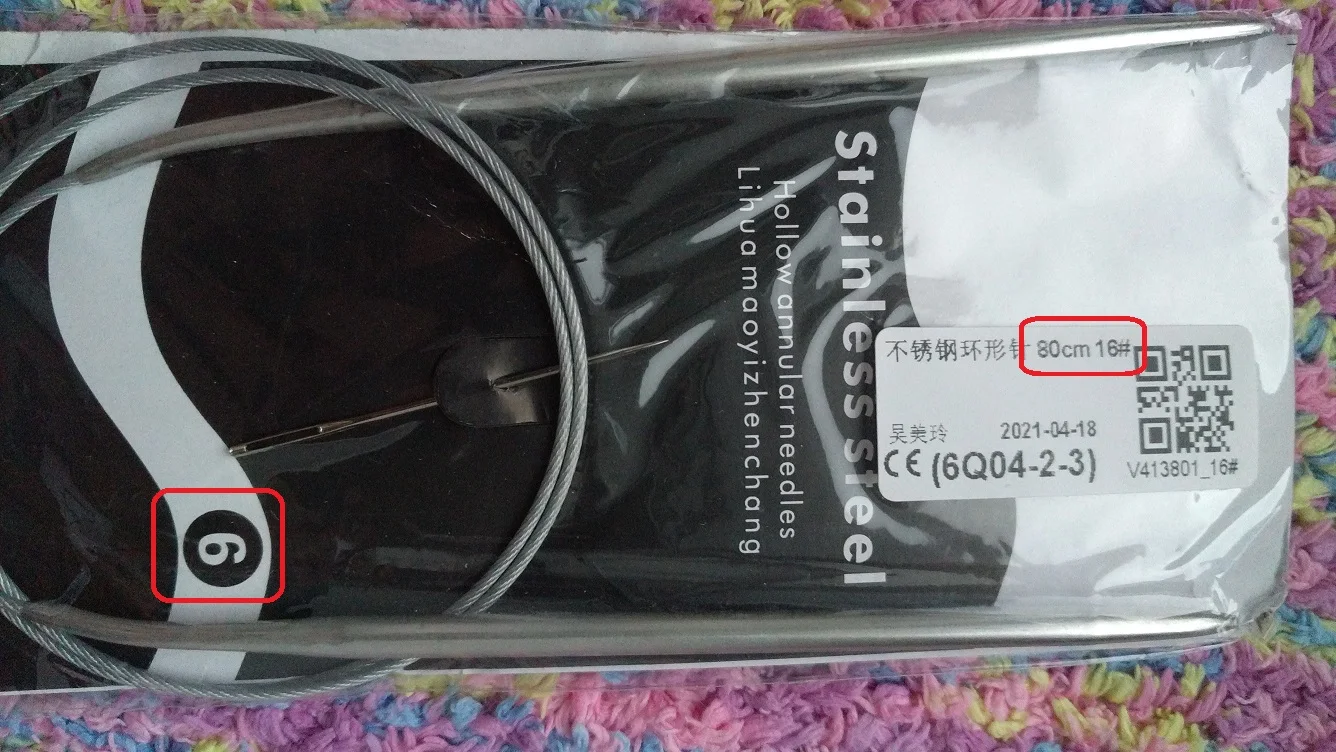 Stainless steel
Hollow annular needles
Lihuamaoyizhenchang
不锈钢环形针 80cm 16#
吴美玲 2021-04-18
CE (6Q04-2-3)
V413801_16#
6